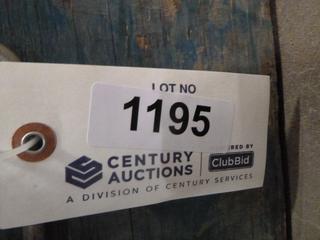 LOT NO
1195
CENTURY
AUCTIONS
ClubBid
A DIVISION OF CENTURY SERVICES